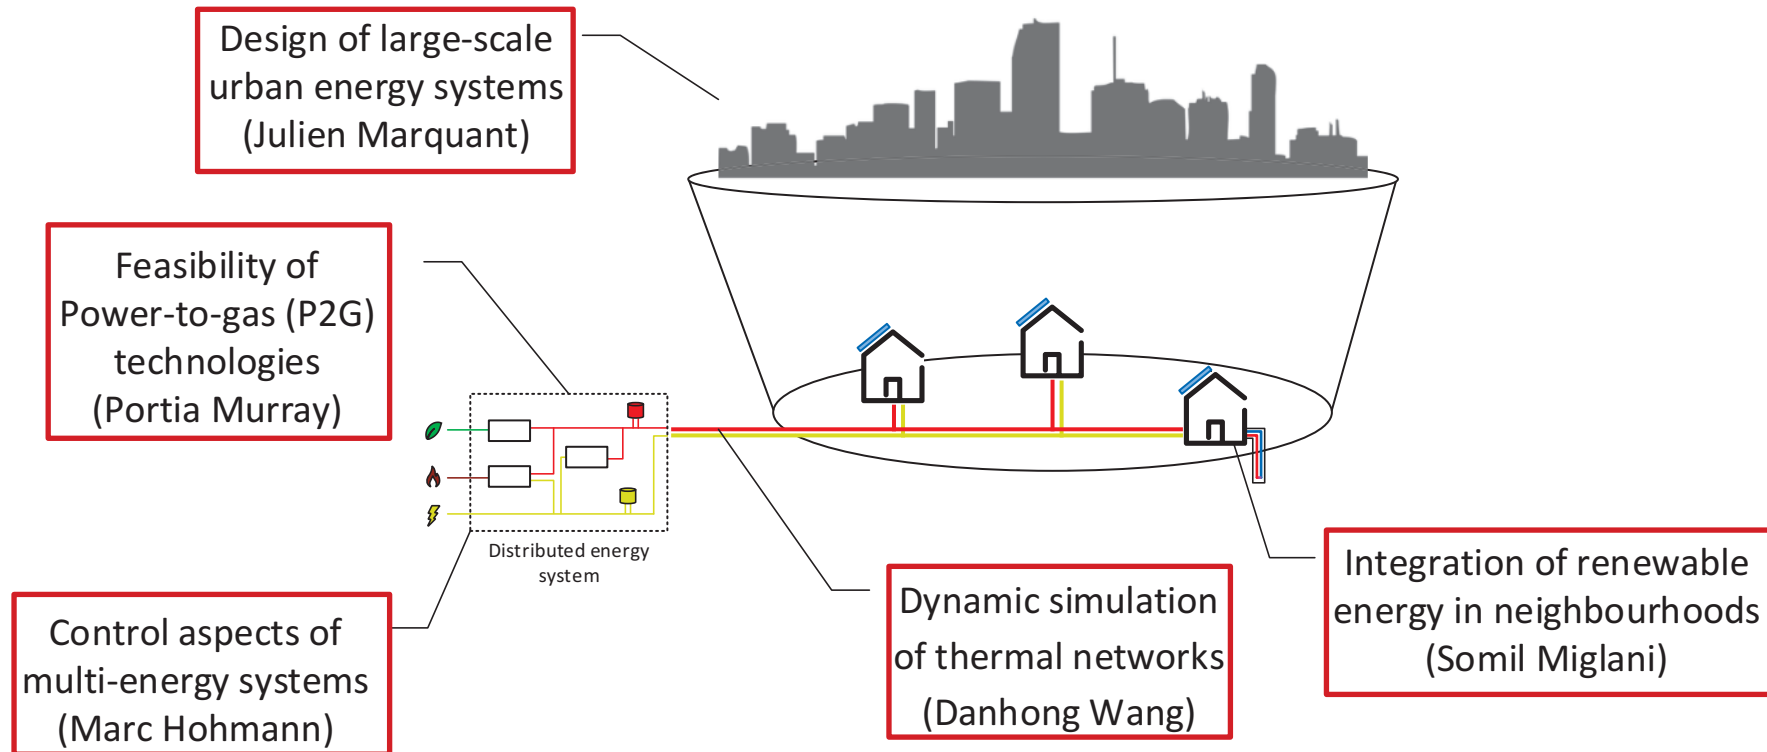 Design of large-scale
urban energy systems
(Julien Marquant)
Feasibility of
Power-to-gas (P2G)
technologies
(Portia Murray)
Distributed energy
system
Control aspects of
multi-energy systems
(Marc Hohmann)
Dynamic simulation
of thermal networks
(Danhong Wang)
Integration of renewable
energy in neighbourhoods
(Somil Miglani)